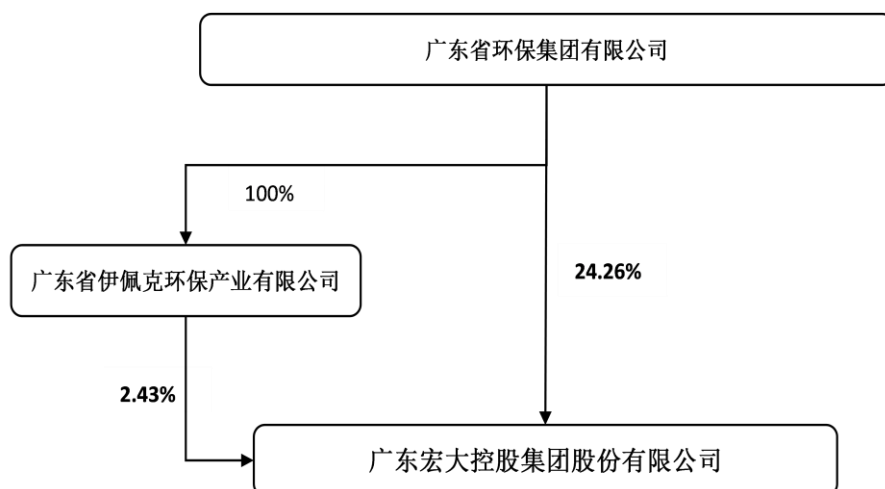 广东省环保集团有限公司
100%
广东省伊佩克环保产业有限公司
24.26%
2.43%
广东宏大控股集团股份有限公司